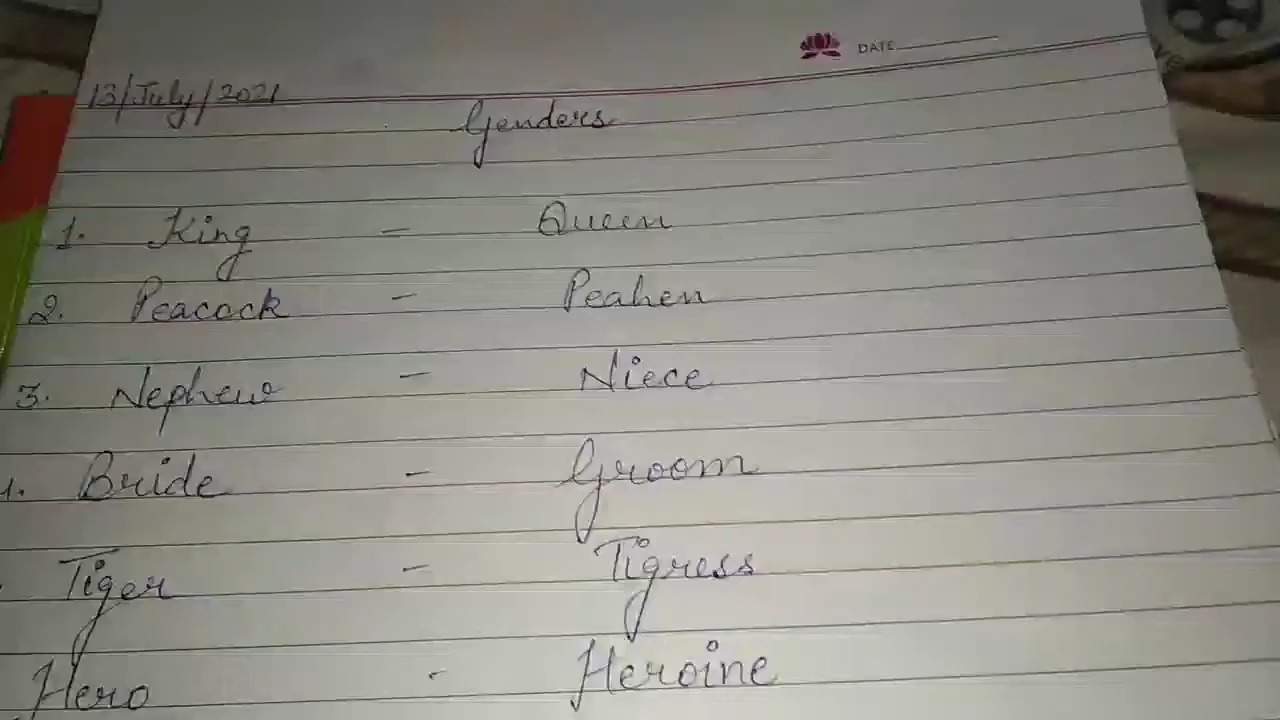 DATE
13/July/2021
Genders
1. King - Queen
2. Peacock - Peahen
3. Nephew - Niece
4. Bride - Groom
Tiger - Tigress
Hero - Heroine